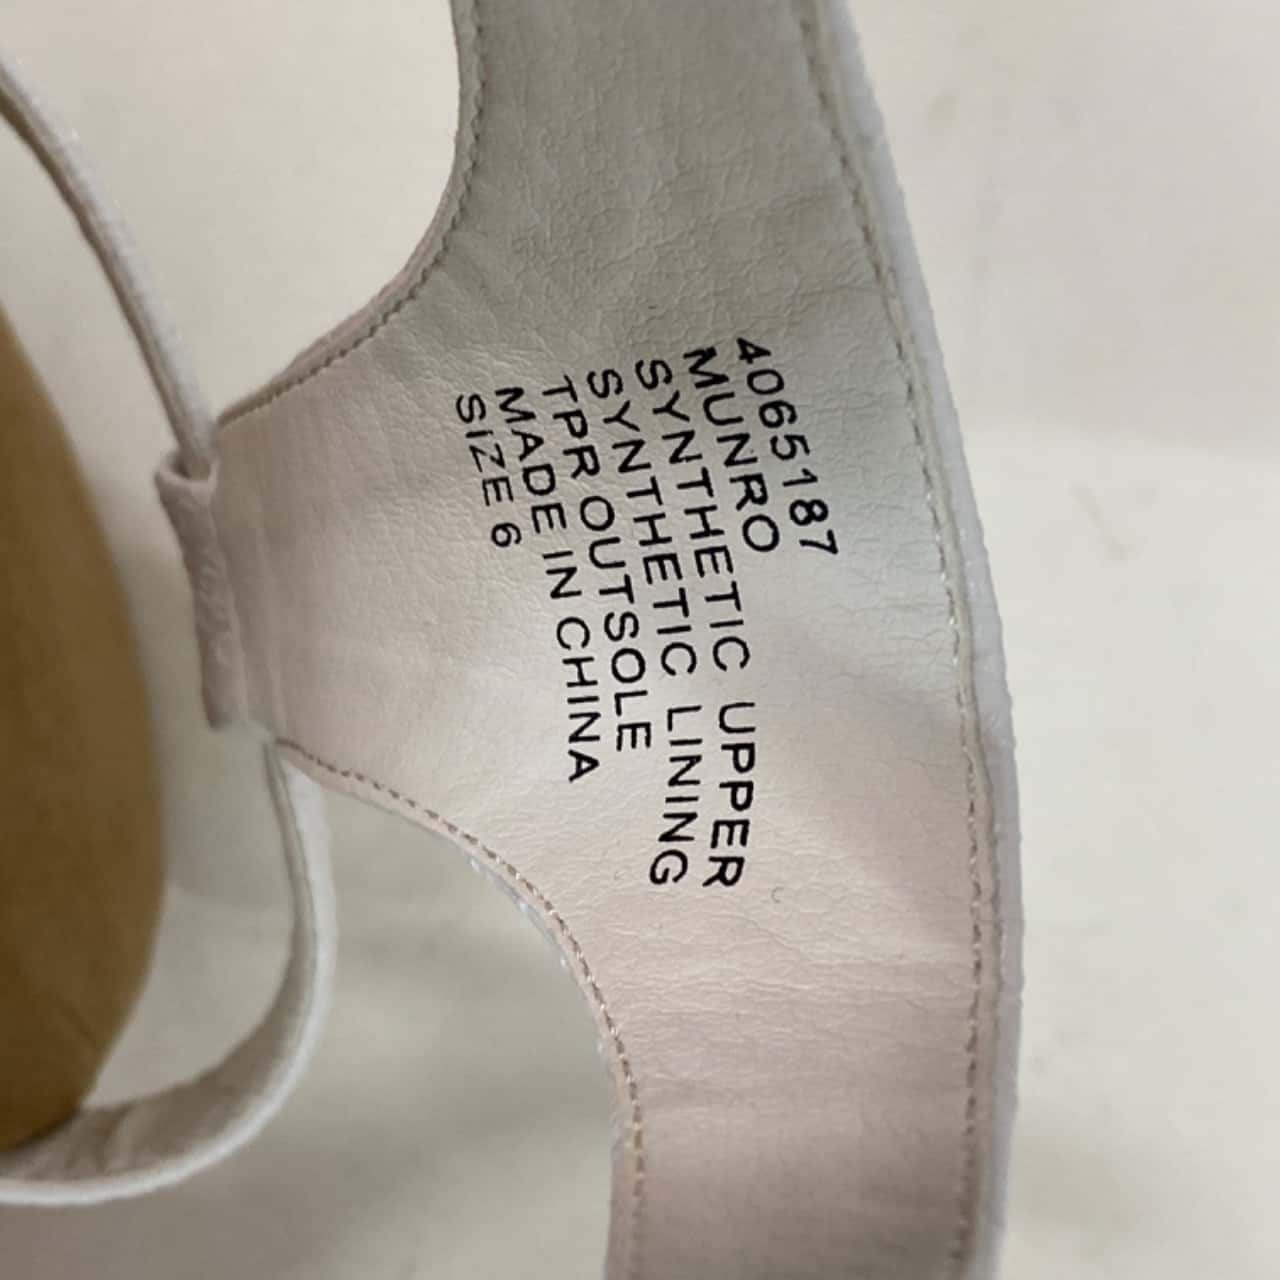 4065187
MUNRO
SYNTHETIC UPPER
SYNTHETIC LINING
TPR OUTSOLE
MADE IN CHINA
SIZE 6